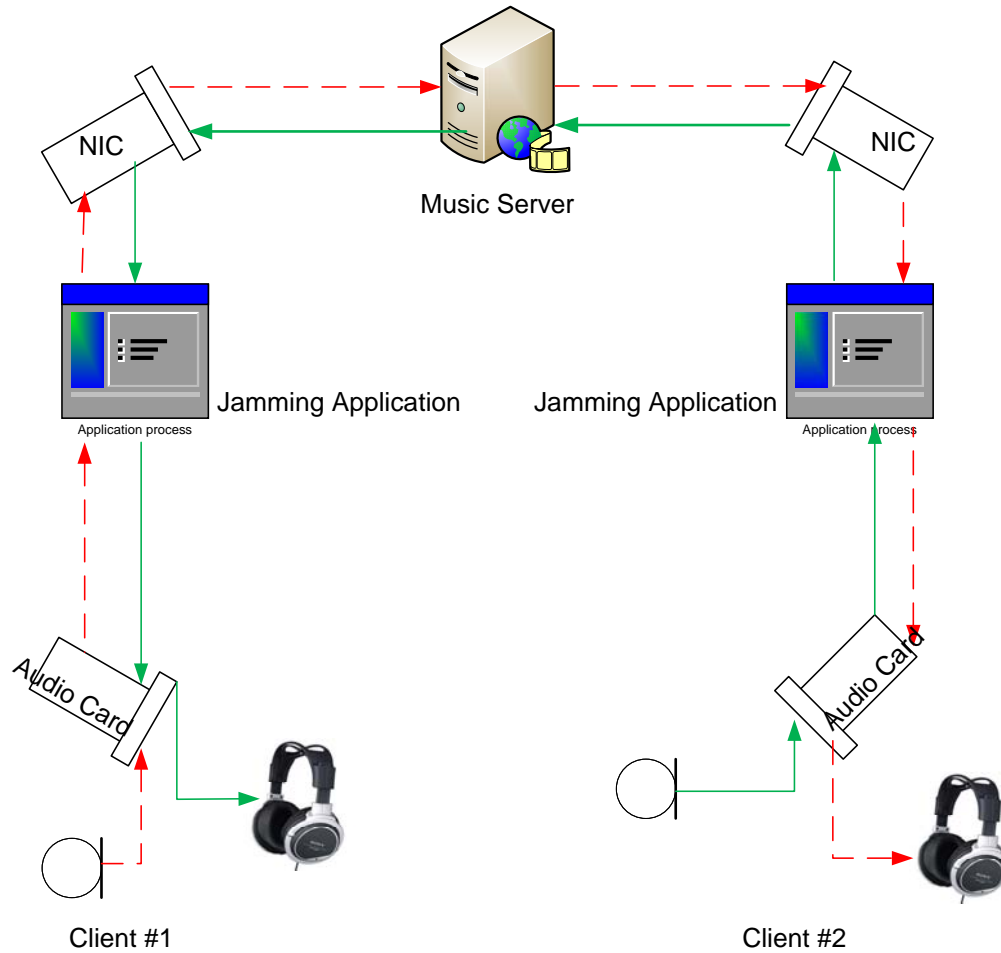 NIC
NIC
Music Server
Jamming Application
Jamming Application
Application process
Application process
Audio Card
Audio Card
Client #1
Client #2